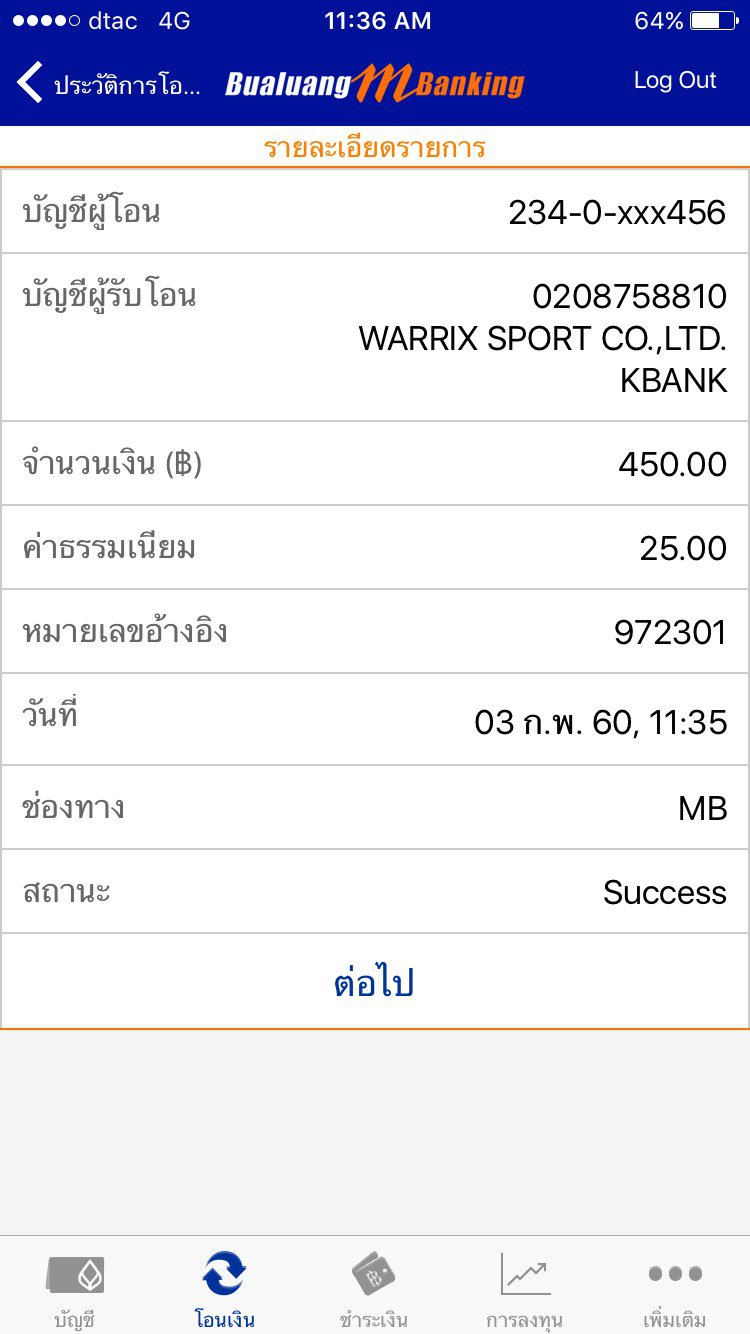 dtac 4G 11:36 AM 64%
ประวัติการโอ... Bualuang mBanking Log Out
รายละเอียดรายการ
บัญชีผู้โอน 234-0-xxx456
บัญชีผู้รับโอน 0208758810
WARRIX SPORT CO.,LTD.
KBANK
จำนวนเงิน (฿) 450.00
ค่าธรรมเนียม 25.00
หมายเลขอ้างอิง 972301
วันที่ 03 ก.พ. 60, 11:35
ช่องทาง MB
สถานะ Success
ต่อไป
บัญชี โอนเงิน ชำระเงิน การลงทุน เพิ่มเติม